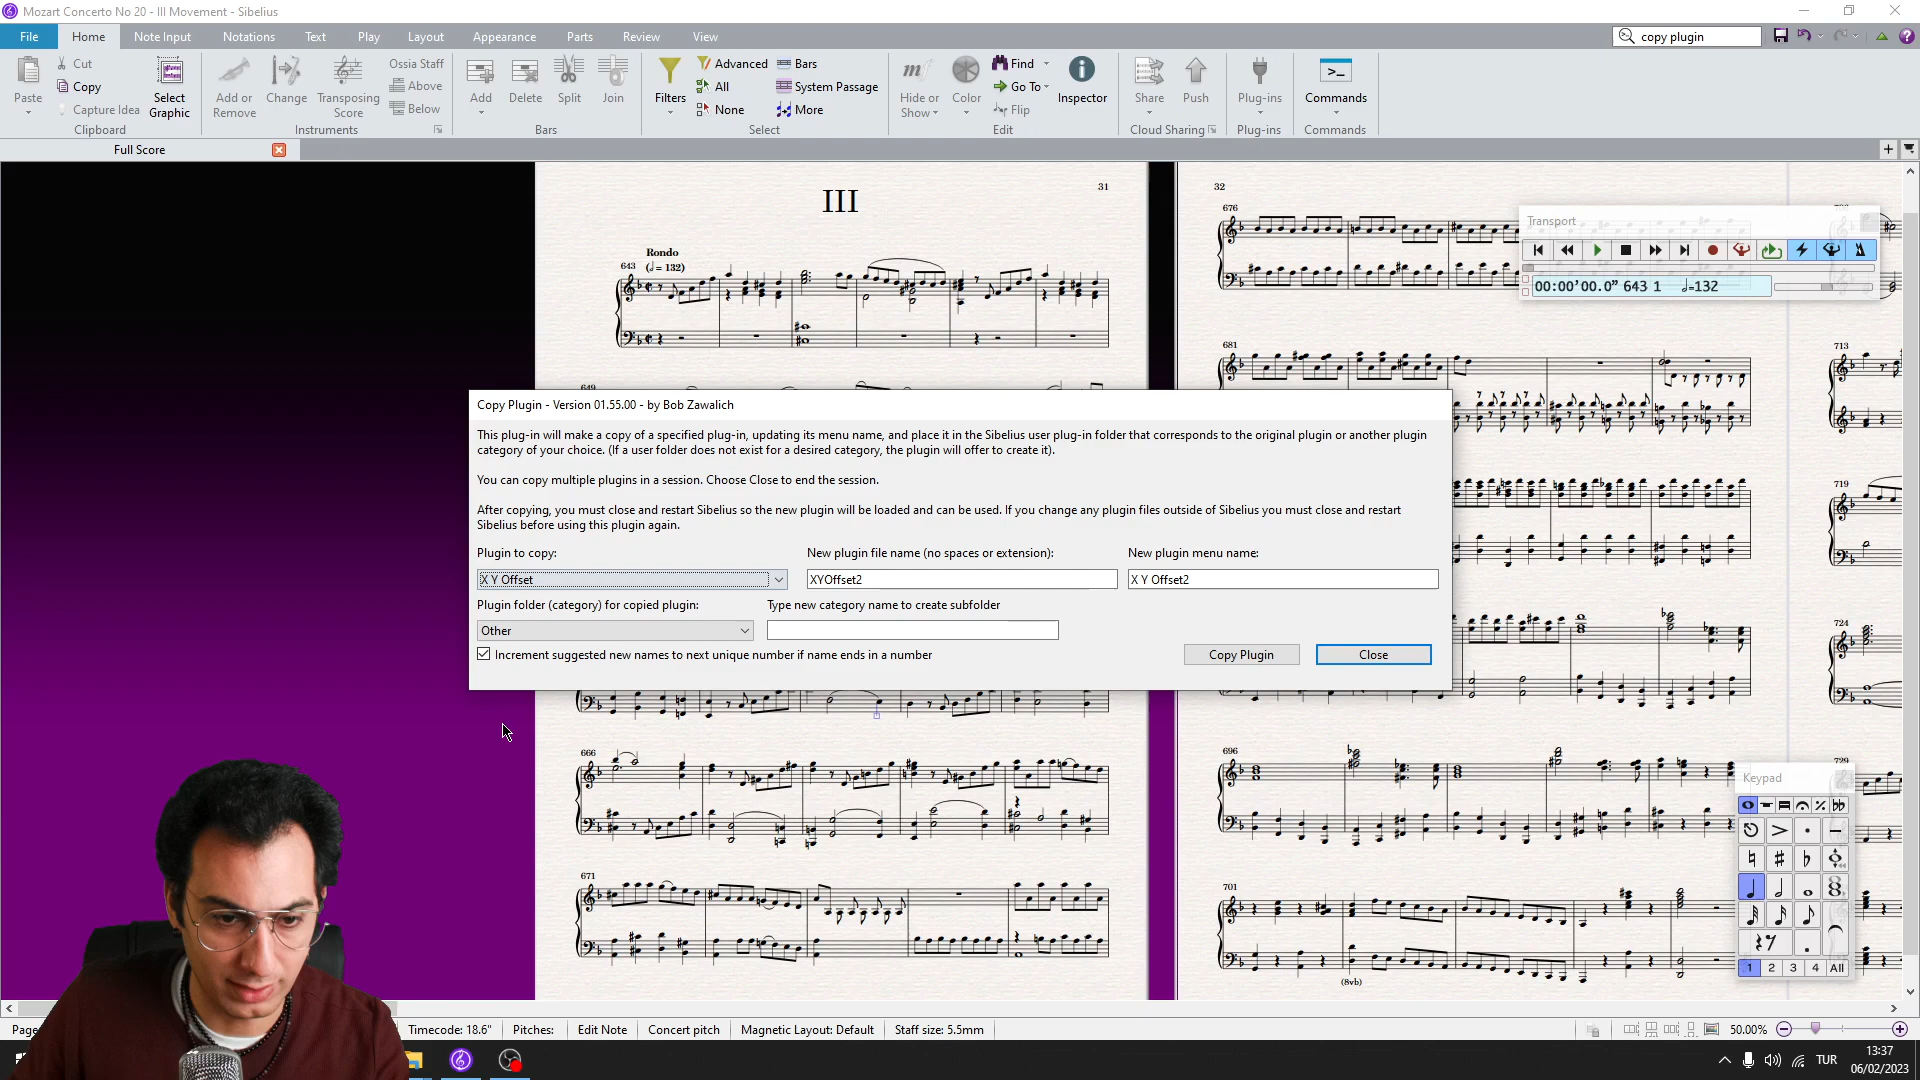 Mozart Concerto No 20 - III Movement - Sibelius
File Home Note Input Notations Text Play Layout Appearance Parts Review View
copy plugin
Paste
Cut
Copy
Capture Idea
Clipboard
Select Graphic
Add or Remove
Change
Transposing Score
Ossia Staff
Above
Below
Instruments
Add
Delete
Split
Join
Bars
Filters
Advanced
All
None
Bars
System Passage
More
Select
Hide or Show
Color
Find
Go To
Flip
Inspector
Edit
Share
Push
Cloud Sharing
Plug-ins
Plug-ins
Commands
Commands
Full Score
III
31
32
Rondo
(𝅗𝅥 = 132)
643
676
681
713
719
724
696
666
671
701
(8vb)
Transport
00:00'00.0" 643 1 𝅗𝅥=132
Copy Plugin - Version 01.55.00 - by Bob Zawalich
This plug-in will make a copy of a specified plug-in, updating its menu name, and place it in the Sibelius user plug-in folder that corresponds to the original plugin or another plugin
category of your choice. (If a user folder does not exist for a desired category, the plugin will offer to create it).
You can copy multiple plugins in a session. Choose Close to end the session.
After copying, you must close and restart Sibelius so the new plugin will be loaded and can be used. If you change any plugin files outside of Sibelius you must close and restart
Sibelius before using this plugin again.
Plugin to copy: New plugin file name (no spaces or extension): New plugin menu name:
X Y Offset XYOffset2 X Y Offset2
Plugin folder (category) for copied plugin: Type new category name to create subfolder
Other
Increment suggested new names to next unique number if name ends in a number
Copy Plugin Close
Keypad
1 2 3 4 All
Page
Timecode: 18.6" Pitches: Edit Note Concert pitch Magnetic Layout: Default Staff size: 5.5mm
50.00%
TUR
13:37
06/02/2023